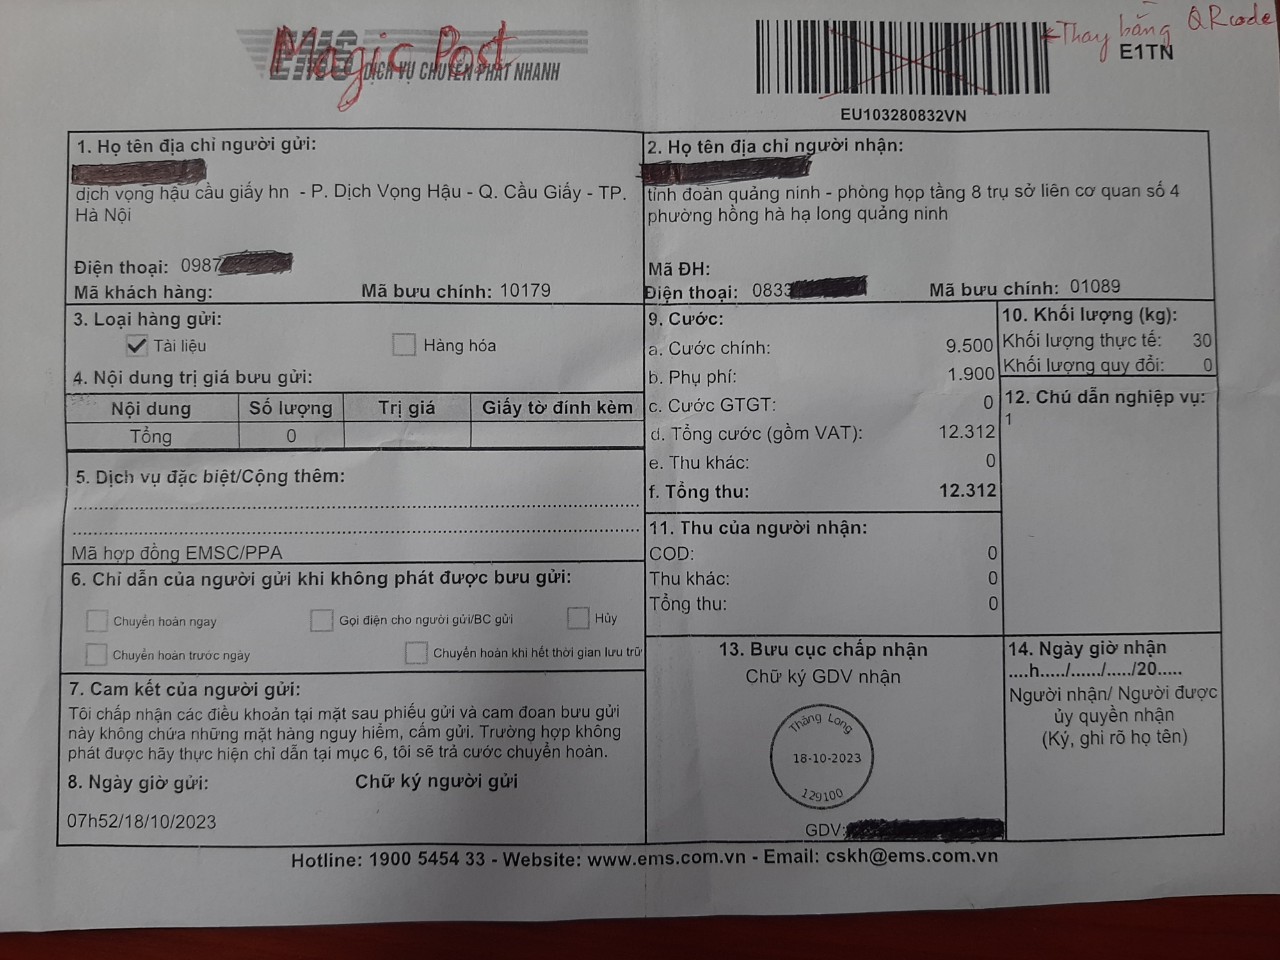 Magic Post
EMS
DỊCH VỤ CHUYỂN PHÁT NHANH
←Thay bằng QRcode
E1TN
EU103280832VN
1. Họ tên địa chỉ người gửi:
dịch vọng hậu cầu giấy hn - P. Dịch Vọng Hậu - Q. Cầu Giấy - TP.
Hà Nội
Điện thoại: 0987
Mã khách hàng: Mã bưu chính: 10179
2. Họ tên địa chỉ người nhận:
tỉnh đoàn quảng ninh - phòng họp tầng 8 trụ sở liên cơ quan số 4
phường hồng hà hạ long quảng ninh
Mã ĐH:
Điện thoại: 0833 Mã bưu chính: 01089
3. Loại hàng gửi:
Tài liệu Hàng hóa
4. Nội dung trị giá bưu gửi:
Nội dung Số lượng Trị giá Giấy tờ đính kèm
Tổng 0
5. Dịch vụ đặc biệt/Cộng thêm:
Mã hợp đồng EMSC/PPA
6. Chỉ dẫn của người gửi khi không phát được bưu gửi:
Chuyển hoàn ngay Gọi điện cho người gửi/BC gửi Hủy
Chuyển hoàn trước ngày Chuyển hoàn khi hết thời gian lưu trữ
7. Cam kết của người gửi:
Tôi chấp nhận các điều khoản tại mặt sau phiếu gửi và cam đoan bưu gửi
này không chứa những mặt hàng nguy hiểm, cấm gửi. Trường hợp không
phát được hãy thực hiện chỉ dẫn tại mục 6, tôi sẽ trả cước chuyển hoàn.
8. Ngày giờ gửi: Chữ ký người gửi
07h52/18/10/2023
9. Cước:
a. Cước chính: 9.500
b. Phụ phí: 1.900
c. Cước GTGT: 0
d. Tổng cước (gồm VAT): 12.312
e. Thu khác: 0
f. Tổng thu: 12.312
10. Khối lượng (kg):
Khối lượng thực tế: 30
Khối lượng quy đổi: 0
11. Thu của người nhận:
COD: 0
Thu khác: 0
Tổng thu: 0
12. Chú dẫn nghiệp vụ:
1
13. Bưu cục chấp nhận
Chữ ký GDV nhận
Thăng Long
18-10-2023
129100
GDV:
14. Ngày giờ nhận
....h...../....../...../20.....
Người nhận/ Người được
ủy quyền nhận
(Ký, ghi rõ họ tên)
Hotline: 1900 5454 33 - Website: www.ems.com.vn - Email: cskh@ems.com.vn